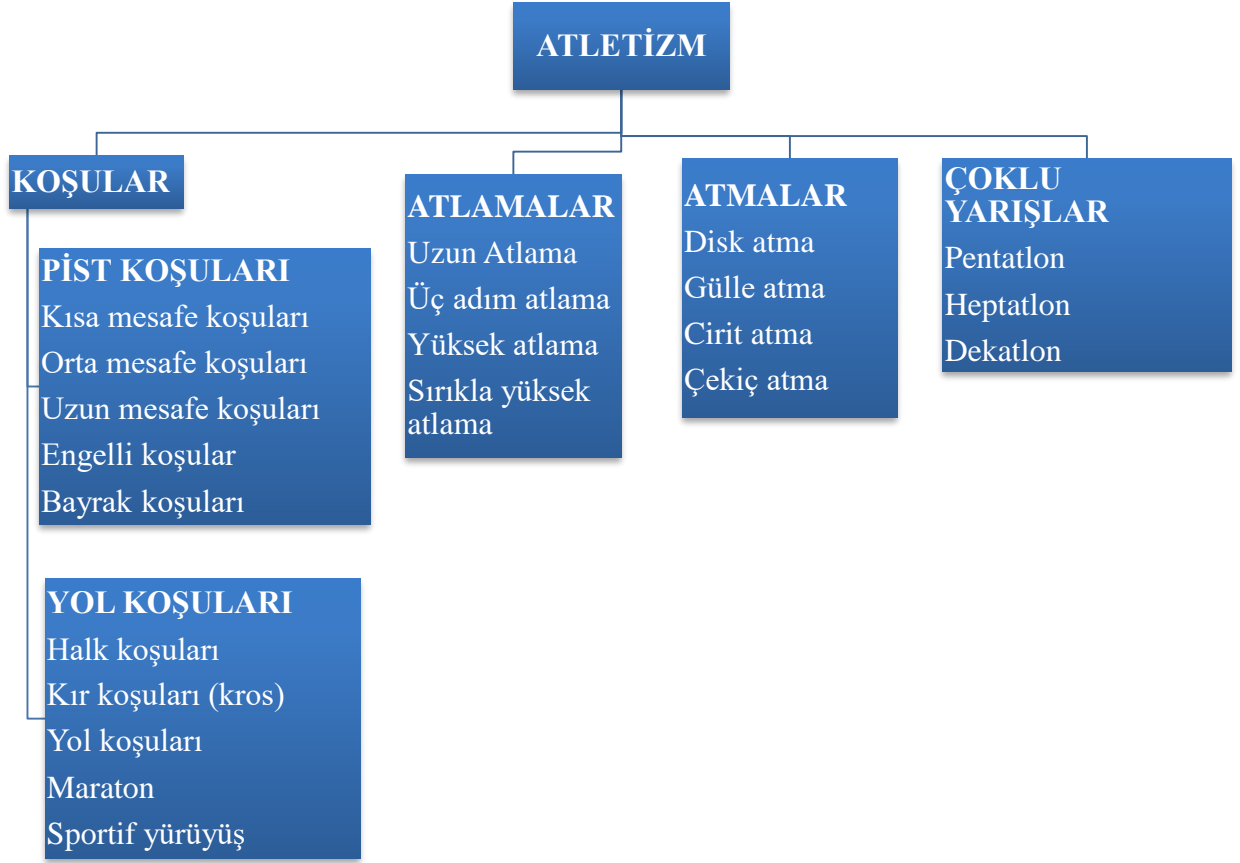 ATLETİZM
KOŞULAR
PİST KOŞULARI
Kısa mesafe koşuları
Orta mesafe koşuları
Uzun mesafe koşuları
Engelli koşular
Bayrak koşuları
YOL KOŞULARI
Halk koşuları
Kır koşuları (kros)
Yol koşuları
Maraton
Sportif yürüyüş
ATLAMALAR
Uzun Atlama
Üç adım atlama
Yüksek atlama
Sırıkla yüksek
atlama
ATMALAR
Disk atma
Gülle atma
Cirit atma
Çekiç atma
ÇOKLU
YARIŞLAR
Pentatlon
Heptatlon
Dekatlon